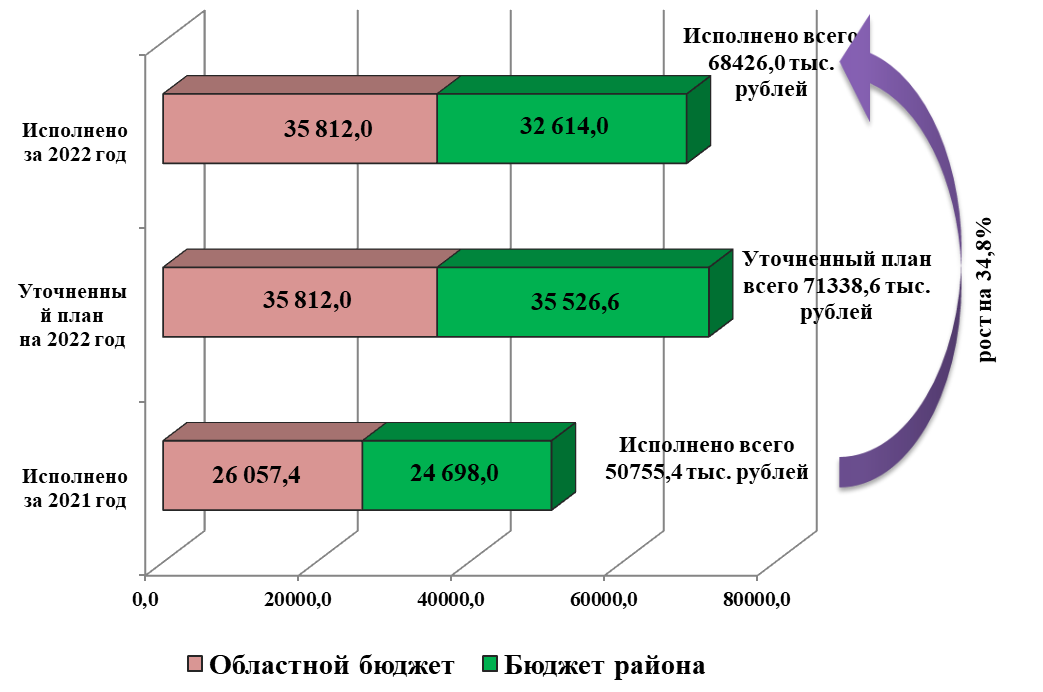 Исполнено всего
68426,0 тыс.
рублей
Исполнено
за 2022 год
35 812,0
32 614,0
Уточненны
й план
на 2022 год
35 812,0
35 526,6
Уточненный план
всего 71338,6 тыс.
рублей
рост на 34,8%
Исполнено
за 2021 год
26 057,4
24 698,0
Исполнено всего
50755,4 тыс. рублей
0,0 20000,0 40000,0 60000,0 80000,0
Областной бюджет Бюджет района